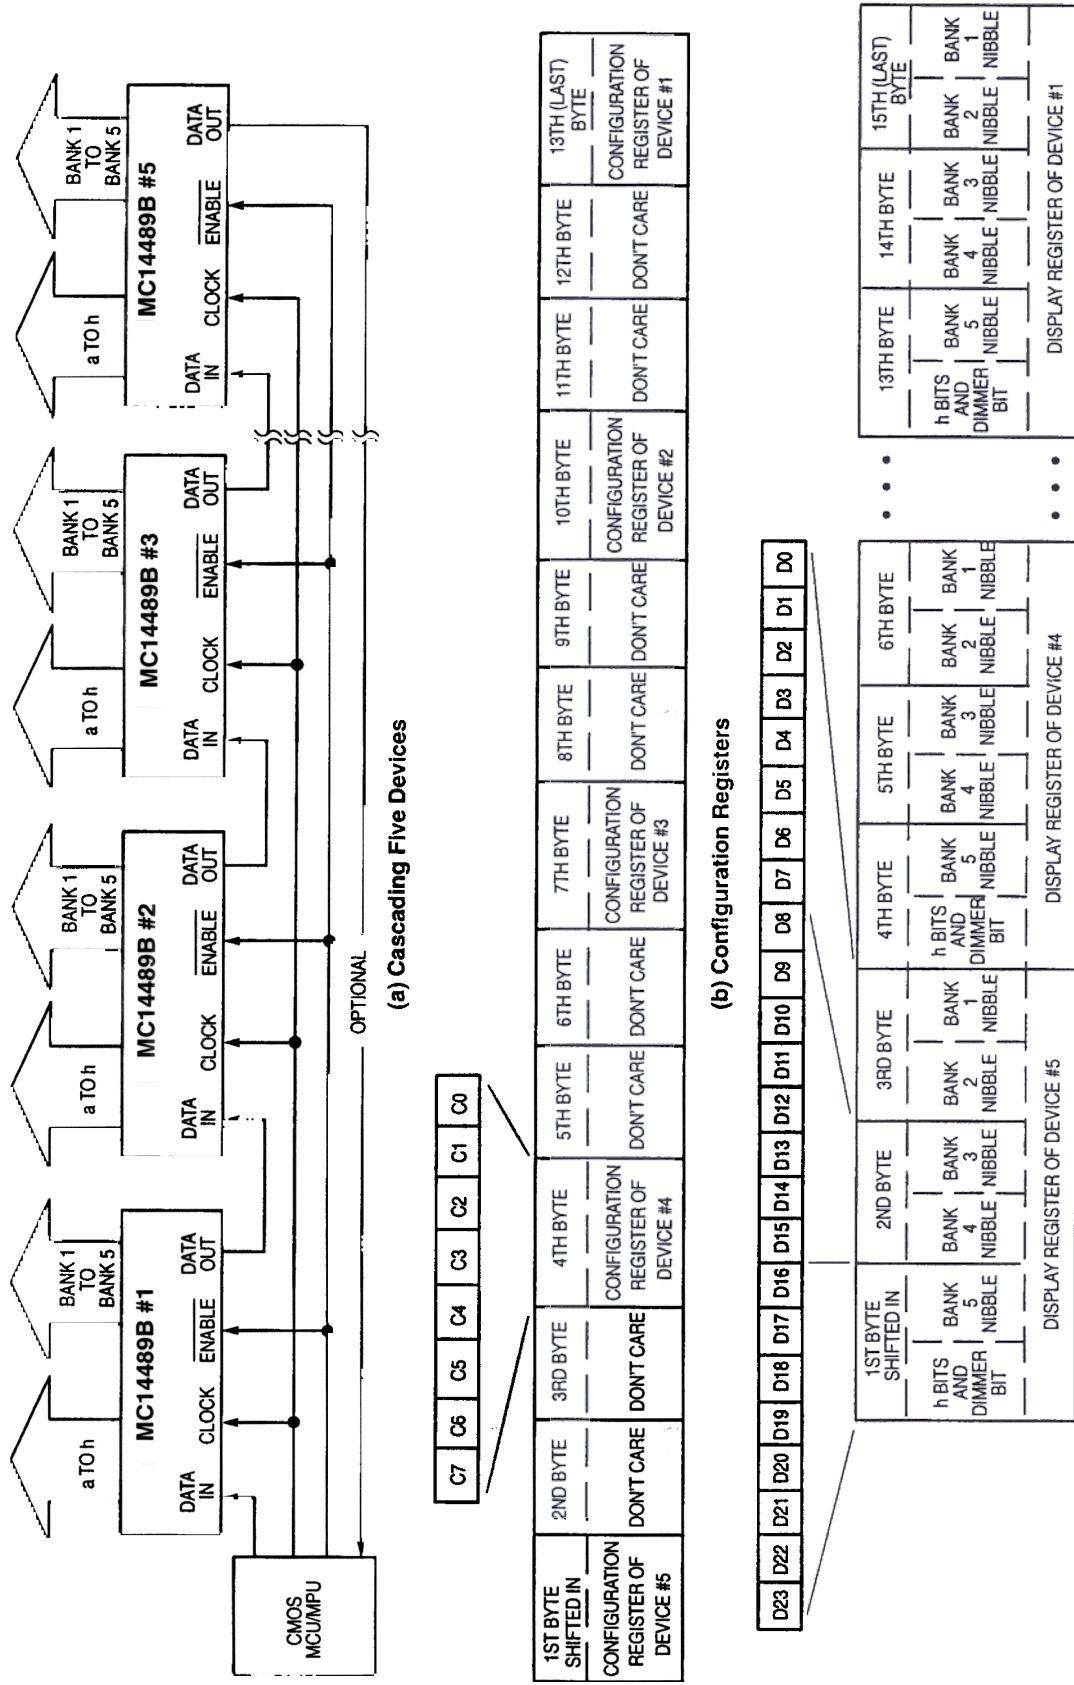 CMOS
MCU/MPU
a TO h
BANK 1
TO
BANK 5
MC14489B #1
DATA
IN
CLOCK
ENABLE
DATA
OUT
a TO h
BANK 1
TO
BANK 5
MC14489B #2
DATA
IN
CLOCK
ENABLE
DATA
OUT
a TO h
BANK 1
TO
BANK 5
MC14489B #3
DATA
IN
CLOCK
ENABLE
DATA
OUT
a TO h
BANK 1
TO
BANK 5
MC14489B #5
DATA
IN
CLOCK
ENABLE
DATA
OUT
OPTIONAL
(a) Cascading Five Devices
C7 C6 C5 C4 C3 C2 C1 C0
1ST BYTE
SHIFTED IN
CONFIGURATION
REGISTER OF
DEVICE #5
2ND BYTE
DON'T CARE
3RD BYTE
DON'T CARE
4TH BYTE
CONFIGURATION
REGISTER OF
DEVICE #4
5TH BYTE
DON'T CARE
6TH BYTE
DON'T CARE
7TH BYTE
CONFIGURATION
REGISTER OF
DEVICE #3
8TH BYTE
DON'T CARE
9TH BYTE
DON'T CARE
10TH BYTE
CONFIGURATION
REGISTER OF
DEVICE #2
11TH BYTE
DON'T CARE
12TH BYTE
DON'T CARE
13TH (LAST)
BYTE
CONFIGURATION
REGISTER OF
DEVICE #1
(b) Configuration Registers
D23 D22 D21 D20 D19 D18 D17 D16 D15 D14 D13 D12 D11 D10 D9 D8 D7 D6 D5 D4 D3 D2 D1 D0
1ST BYTE
SHIFTED IN
h BITS
AND
DIMMER
BIT
BANK
5
NIBBLE
2ND BYTE
BANK
4
NIBBLE
BANK
3
NIBBLE
3RD BYTE
BANK
2
NIBBLE
BANK
1
NIBBLE
DISPLAY REGISTER OF DEVICE #5
4TH BYTE
h BITS
AND
DIMMER
BIT
BANK
5
NIBBLE
5TH BYTE
BANK
4
NIBBLE
BANK
3
NIBBLE
6TH BYTE
BANK
2
NIBBLE
BANK
1
NIBBLE
DISPLAY REGISTER OF DEVICE #4
• • •
• • •
13TH BYTE
h BITS
AND
DIMMER
BIT
BANK
5
NIBBLE
14TH BYTE
BANK
4
NIBBLE
BANK
3
NIBBLE
15TH (LAST)
BYTE
BANK
2
NIBBLE
BANK
1
NIBBLE
DISPLAY REGISTER OF DEVICE #1